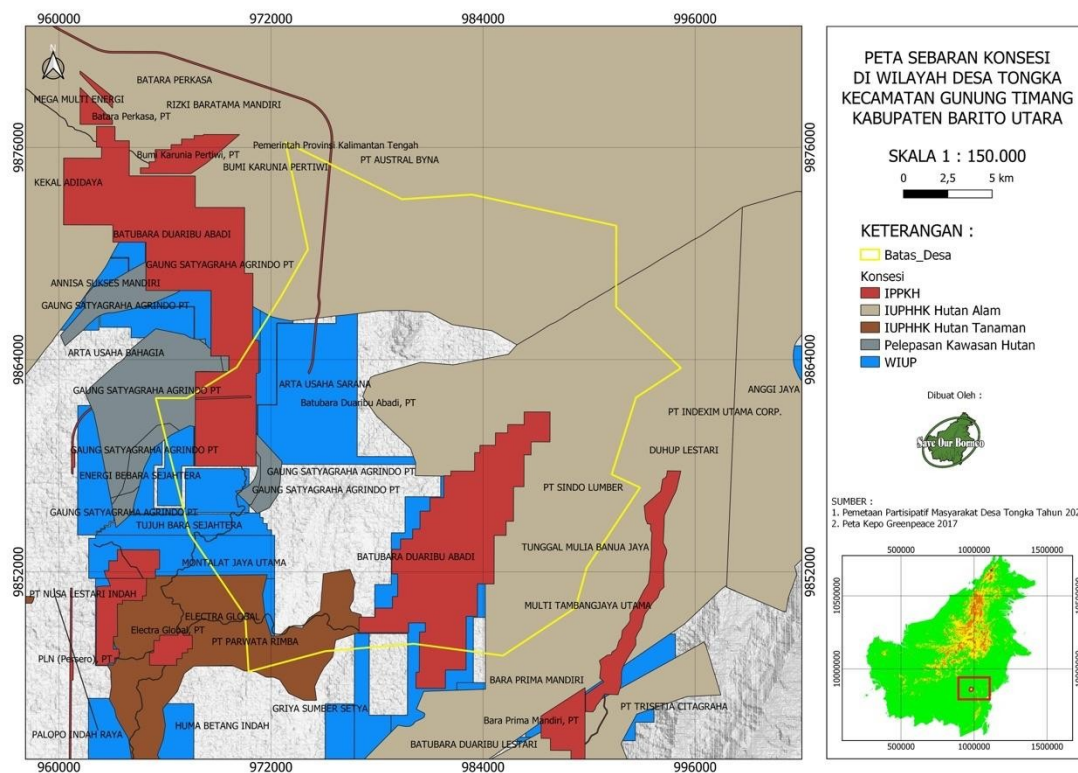 960000 972000 984000 996000
N
BATARA PERKASA
MEGA MULTI ENERGI
RIZKI BARATAMA MANDIRI
Batara Perkasa, PT
9876000
Pemerintah Provinsi Kalimantan Tengah
9876000
Bumi Karunia Pertiwi, PT
PT AUSTRAL BYNA
BUMI KARUNIA PERTIWI
KEKAL ADIDAYA
BATUBARA DUARIBU ABADI
GAUNG SATYAGRAHA AGRINDO PT
ANNISA SUKSES MANDIRI
GAUNG SATYAGRAHA AGRINDO PT
ARTA USAHA BAHAGIA
9864000
9864000
ARTA USAHA SARANA
GAUNG SATYAGRAHA AGRINDO PT
ANGGI JAYA
Batubara Duaribu Abadi, PT
PT INDEXIM UTAMA CORP.
GAUNG SATYAGRAHA AGRINDO PT
DUHUP LESTARI
GAUNG SATYAGRAHA AGRINDO PT
ENERGI BEBARA SEJAHTERA
GAUNG SATYAGRAHA AGRINDO PT
PT SINDO LUMBER
GAUNG SATYAGRAHA AGRINDO PT
TUJUH BARA SEJAHTERA
TUNGGAL MULIA BANUA JAYA
MONTALAT JAYA UTAMA
BATUBARA DUARIBU ABADI
9852000
9852000
PT NUSA LESTARI INDAH
MULTI TAMBANGJAYA UTAMA
ELECTRA GLOBAL
Electra Global, PT
PT PARWATA RIMBA
PLN (Persero), PT
BARA PRIMA MANDIRI
GRIYA SUMBER SETYA
PT TRISETIA CITAGRAHA
HUMA BETANG INDAH
Bara Prima Mandiri, PT
PALOPO INDAH RAYA
BATUBARA DUARIBU LESTARI
960000 972000 984000 996000
PETA SEBARAN KONSESI
DI WILAYAH DESA TONGKA
KECAMATAN GUNUNG TIMANG
KABUPATEN BARITO UTARA
SKALA 1 : 150.000
0 2,5 5 km
KETERANGAN :
Batas_Desa
Konsesi
IPPKH
IUPHHK Hutan Alam
IUPHHK Hutan Tanaman
Pelepasan Kawasan Hutan
WIUP
Dibuat Oleh :
Save Our Borneo
SUMBER :
1. Pemetaan Partisipatif Masyarakat Desa Tongka Tahun 202
2. Peta Kepo Greenpeace 2017
500000 1000000 1500000
10500000
10000000
500000 1000000 1500000